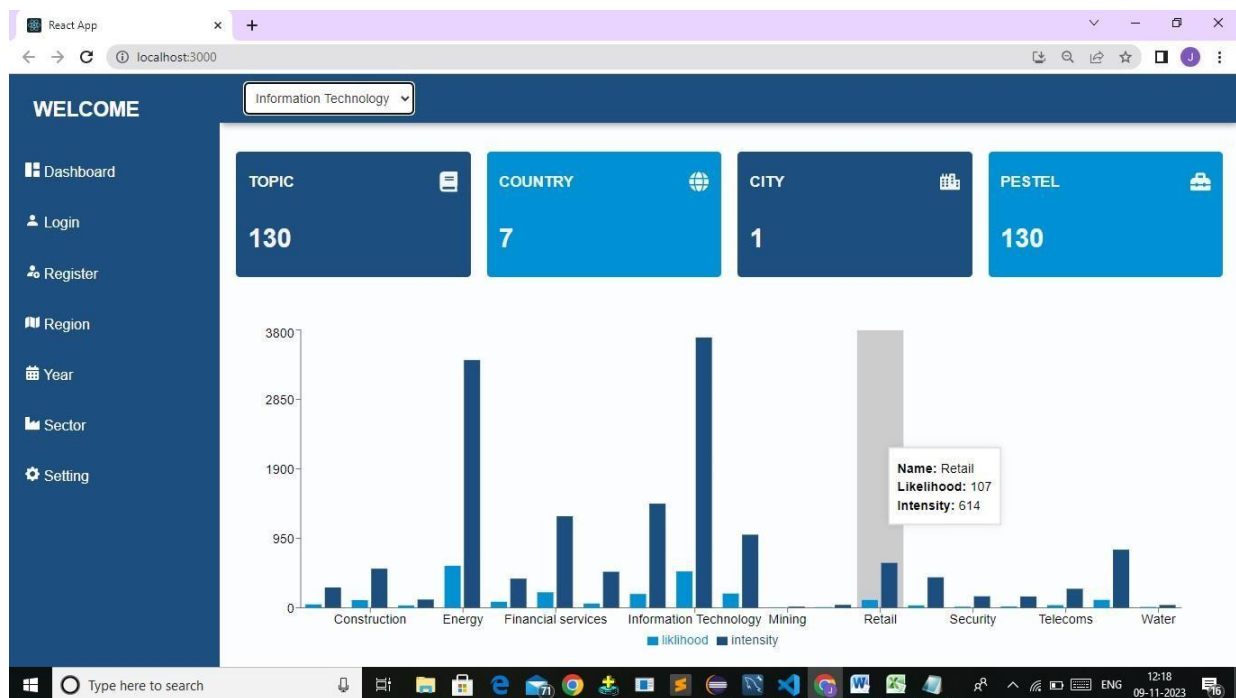 React App
localhost:3000
J
WELCOME
Information Technology
Dashboard
Login
Register
Region
Year
Sector
Setting
TOPIC
130
COUNTRY
7
CITY
1
PESTEL
130
3800
2850
1900
950
0
Name: Retail
Likelihood: 107
Intensity: 614
Construction Energy Financial services Information Technology Mining Retail Security Telecoms Water
liklihood intensity
Type here to search
71
ENG
12:18
09-11-2023
16